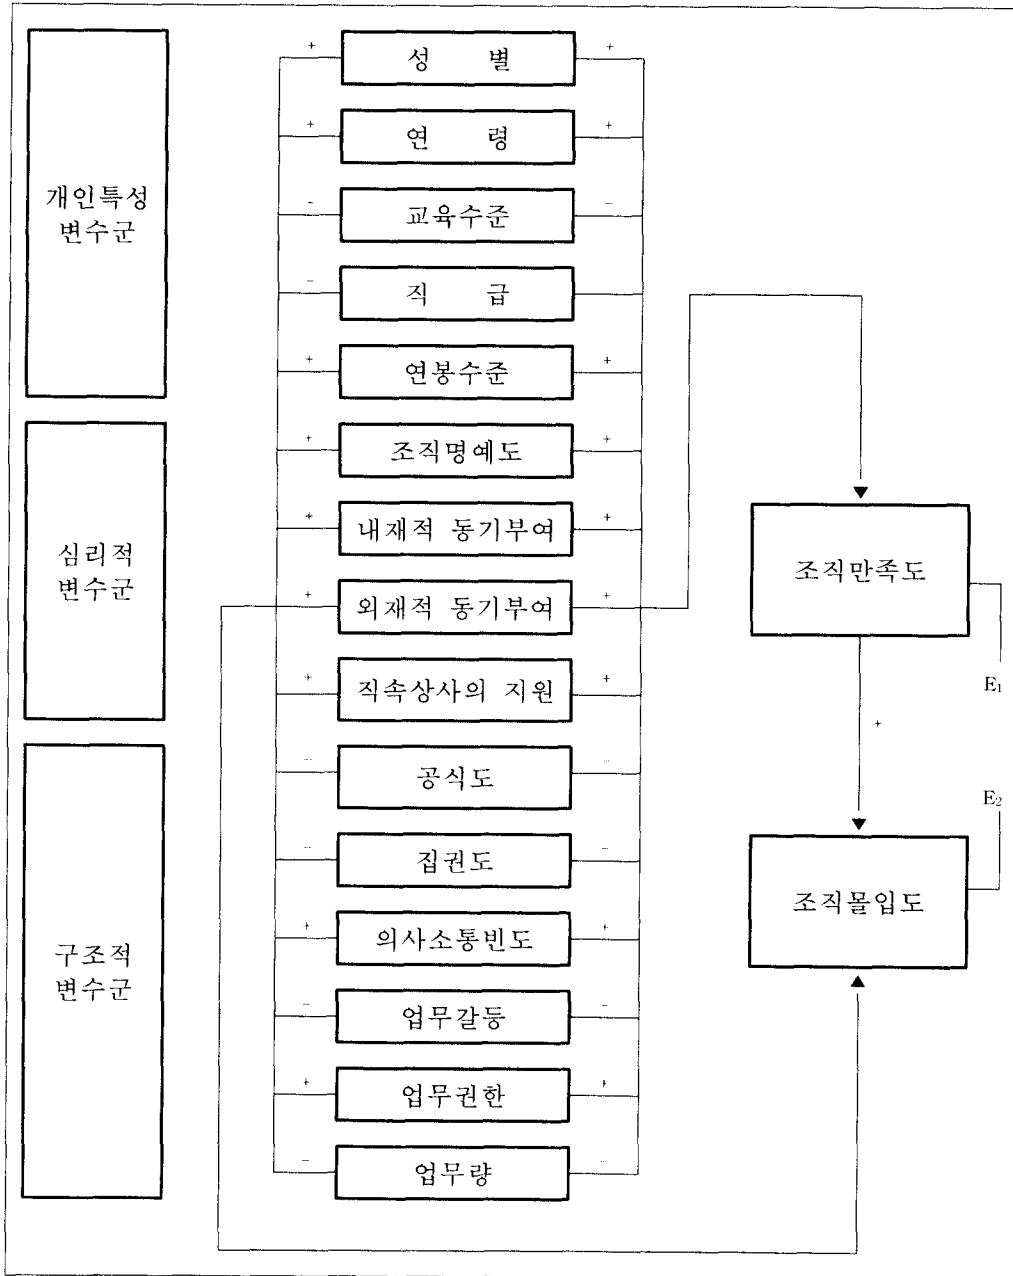 + 성 별 +
+ 연 령 +
- 교육수준 -
개인특성
변수군
- 직 급
+ 연봉수준 +
+ 조직명예도 +
+ 내재적 동기부여 +
심리적
변수군
+ 외재적 동기부여 +
조직만족도
+ 직속상사의 지원 +
E1
+
- 공식도 -
E2
- 집권도 -
조직몰입도
+ 의사소통빈도 +
구조적
변수군
- 업무갈등 -
+ 업무권한 +
- 업무량 -